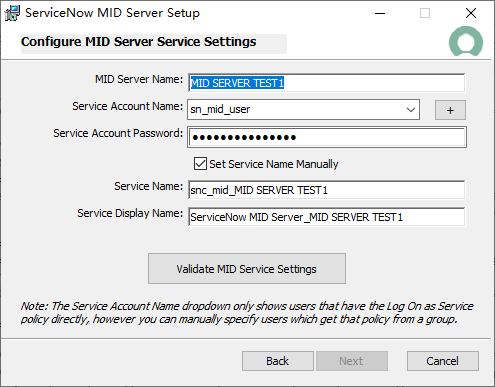 ServiceNow MID Server Setup
Configure MID Server Service Settings
MID Server Name: MID SERVER TEST1
Service Account Name: sn_mid_user +
Service Account Password: ●●●●●●●●●●●●●●●
Set Service Name Manually
Service Name: snc_mid_MID SERVER TEST1
Service Display Name: ServiceNow MID Server_MID SERVER TEST1
Validate MID Service Settings
Note: The Service Account Name dropdown only shows users that have the Log On as Service
policy directly, however you can manually specify users which get that policy from a group.
Back Next Cancel